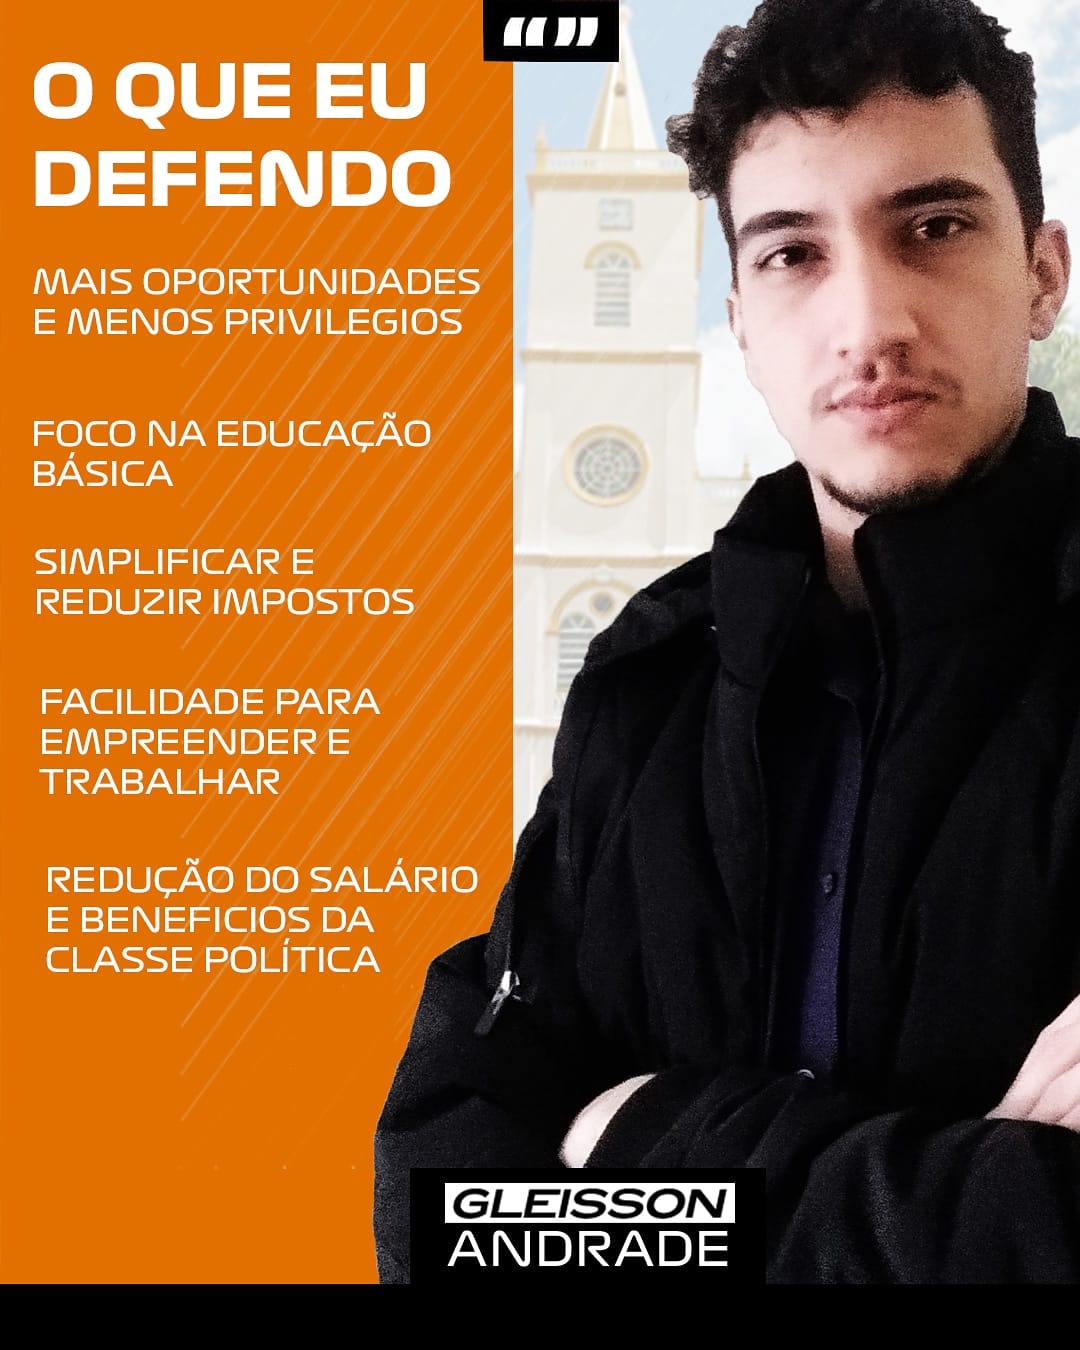 O QUE EU
DEFENDO
MAIS OPORTUNIDADES
E MENOS PRIVILEGIOS
FOCO NA EDUCAÇÃO
BÁSICA
SIMPLIFICAR E
REDUZIR IMPOSTOS
FACILIDADE PARA
EMPREENDER E
TRABALHAR
REDUÇÃO DO SALÁRIO
E BENEFICIOS DA
CLASSE POLÍTICA
GLEISSON
ANDRADE